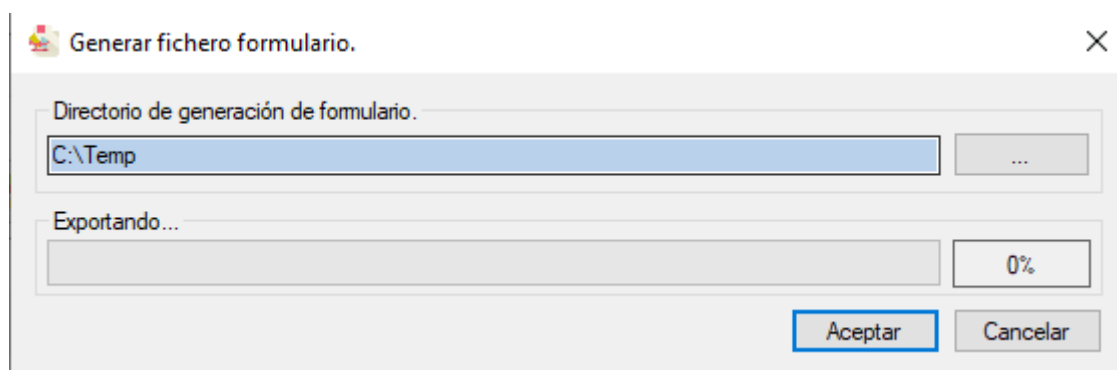 Generar fichero formulario.
Directorio de generación de formulario.
C:\Temp
...
Exportando...
0%
Aceptar
Cancelar